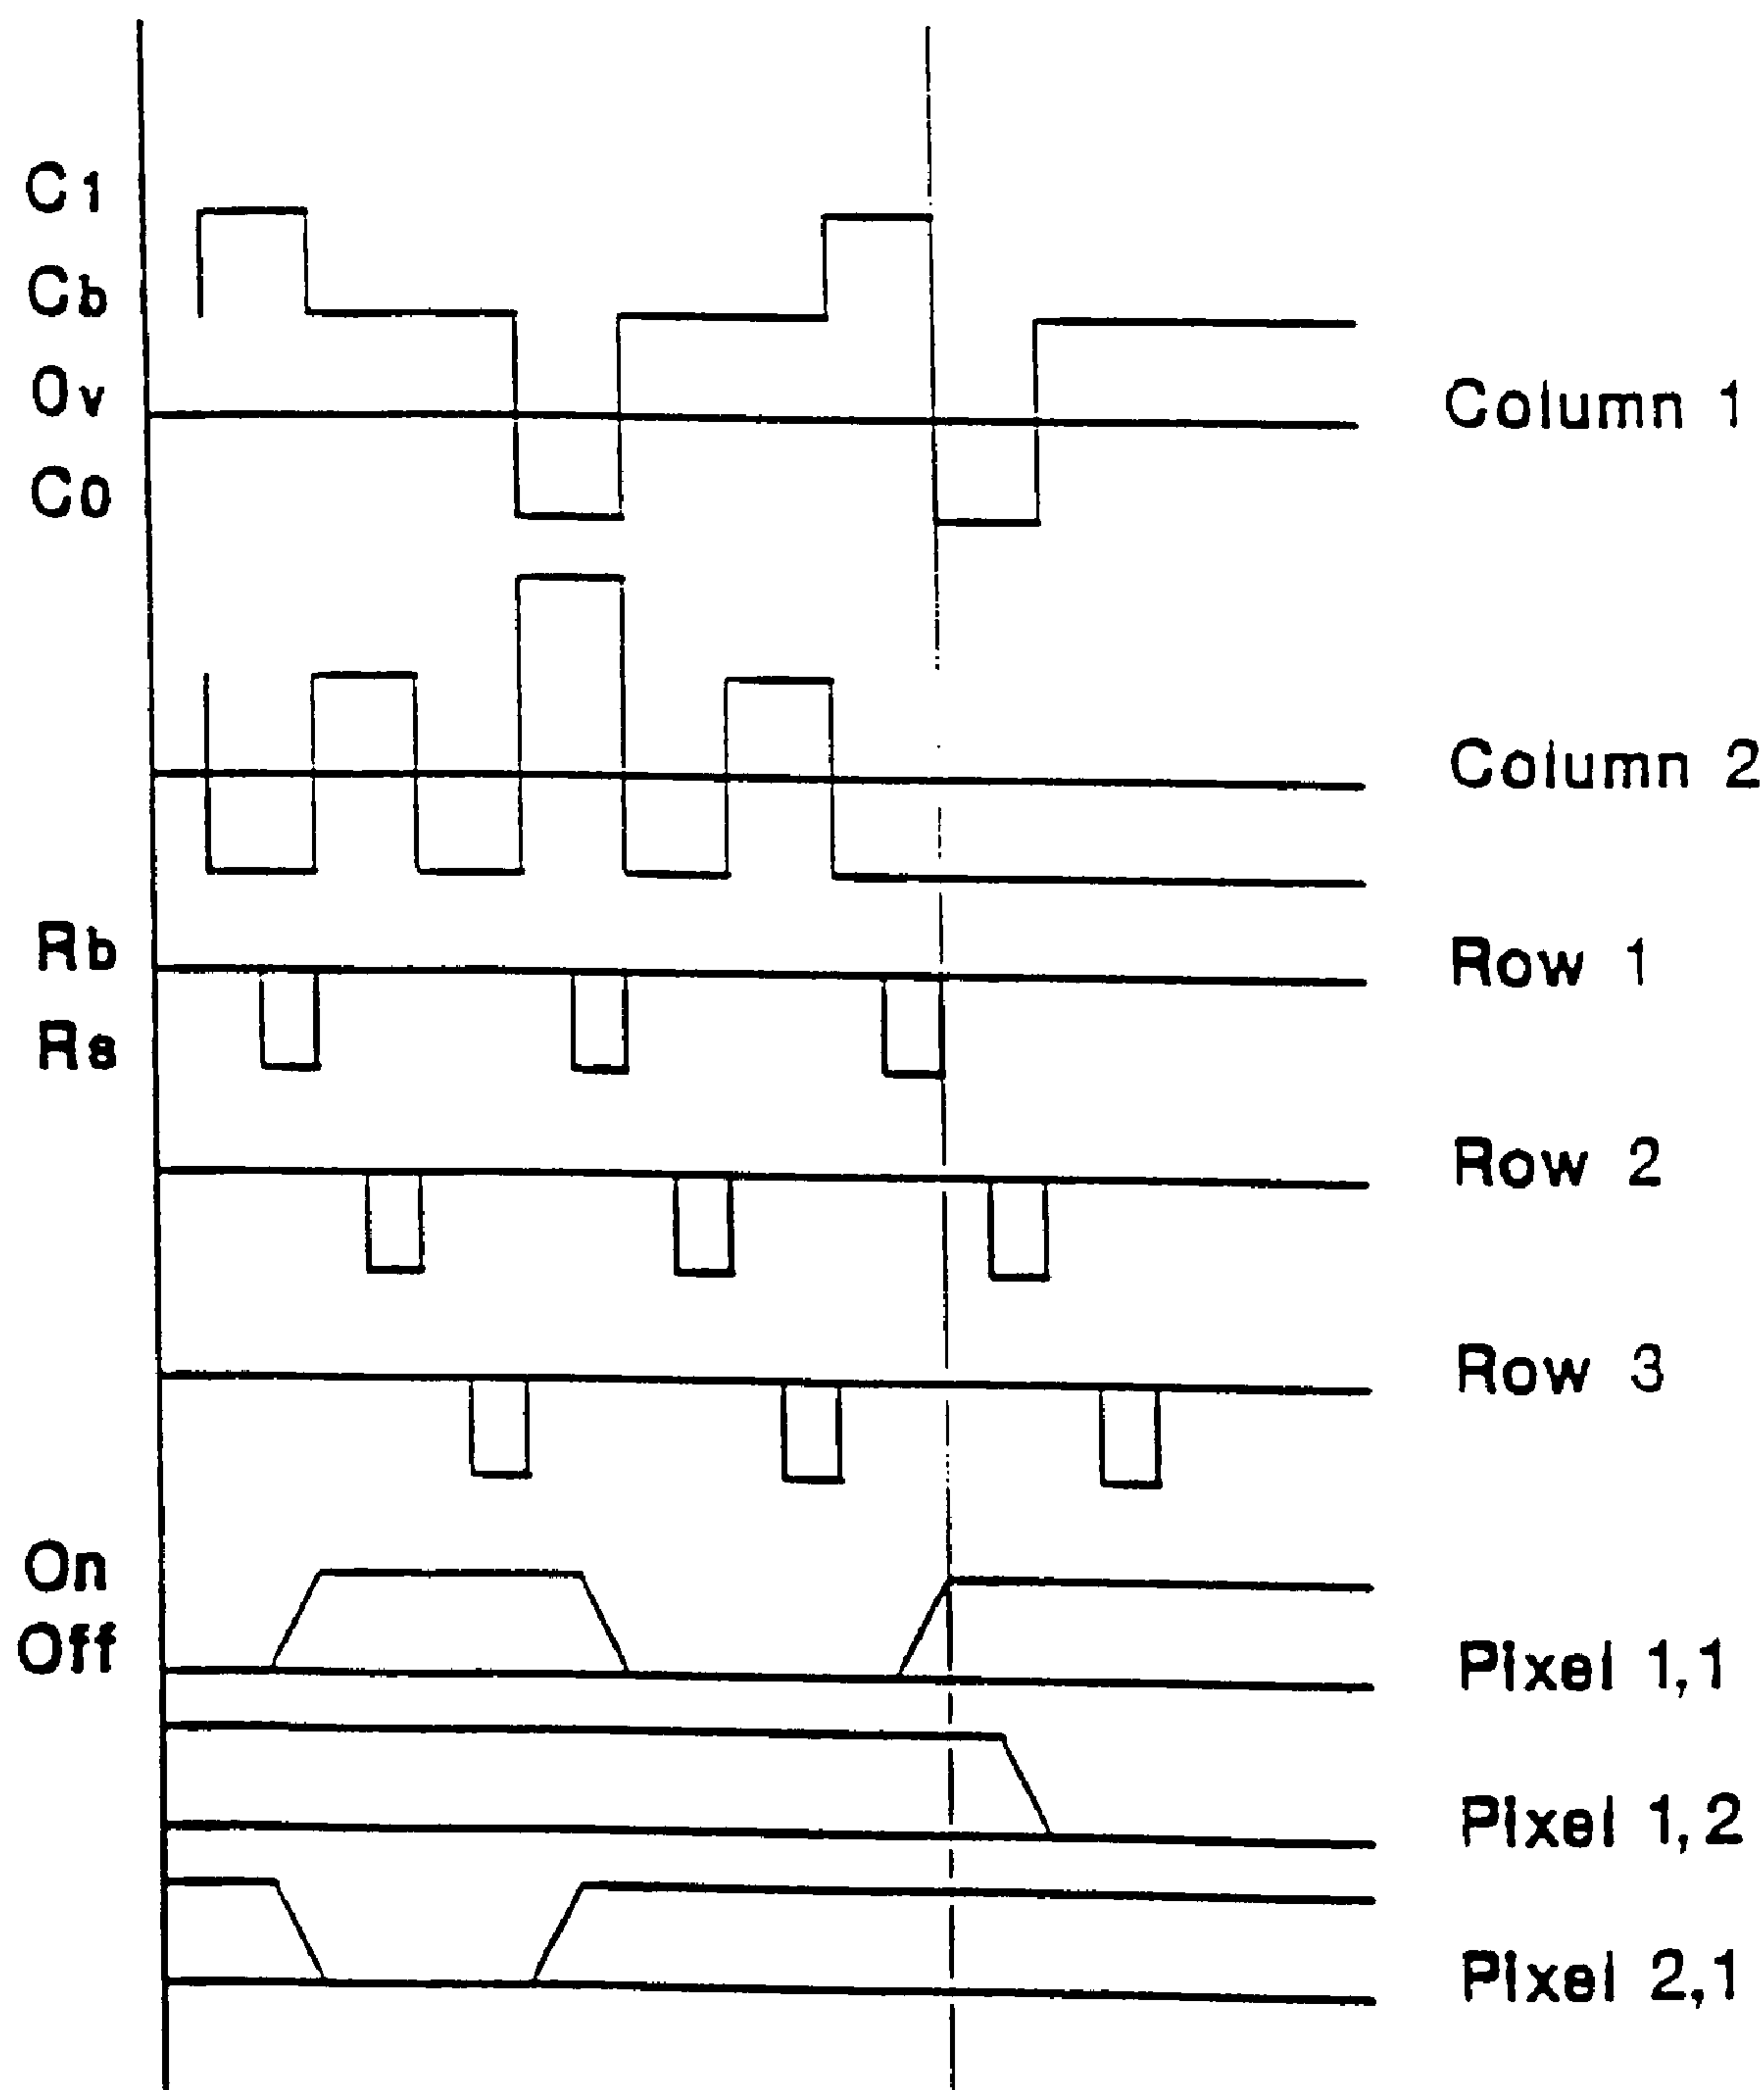 C1
Cb
0v
C0
Column 1
Column 2
Rb
Rs
Row 1
Row 2
Row 3
On
Off
Pixel 1,1
Pixel 1,2
Pixel 2,1